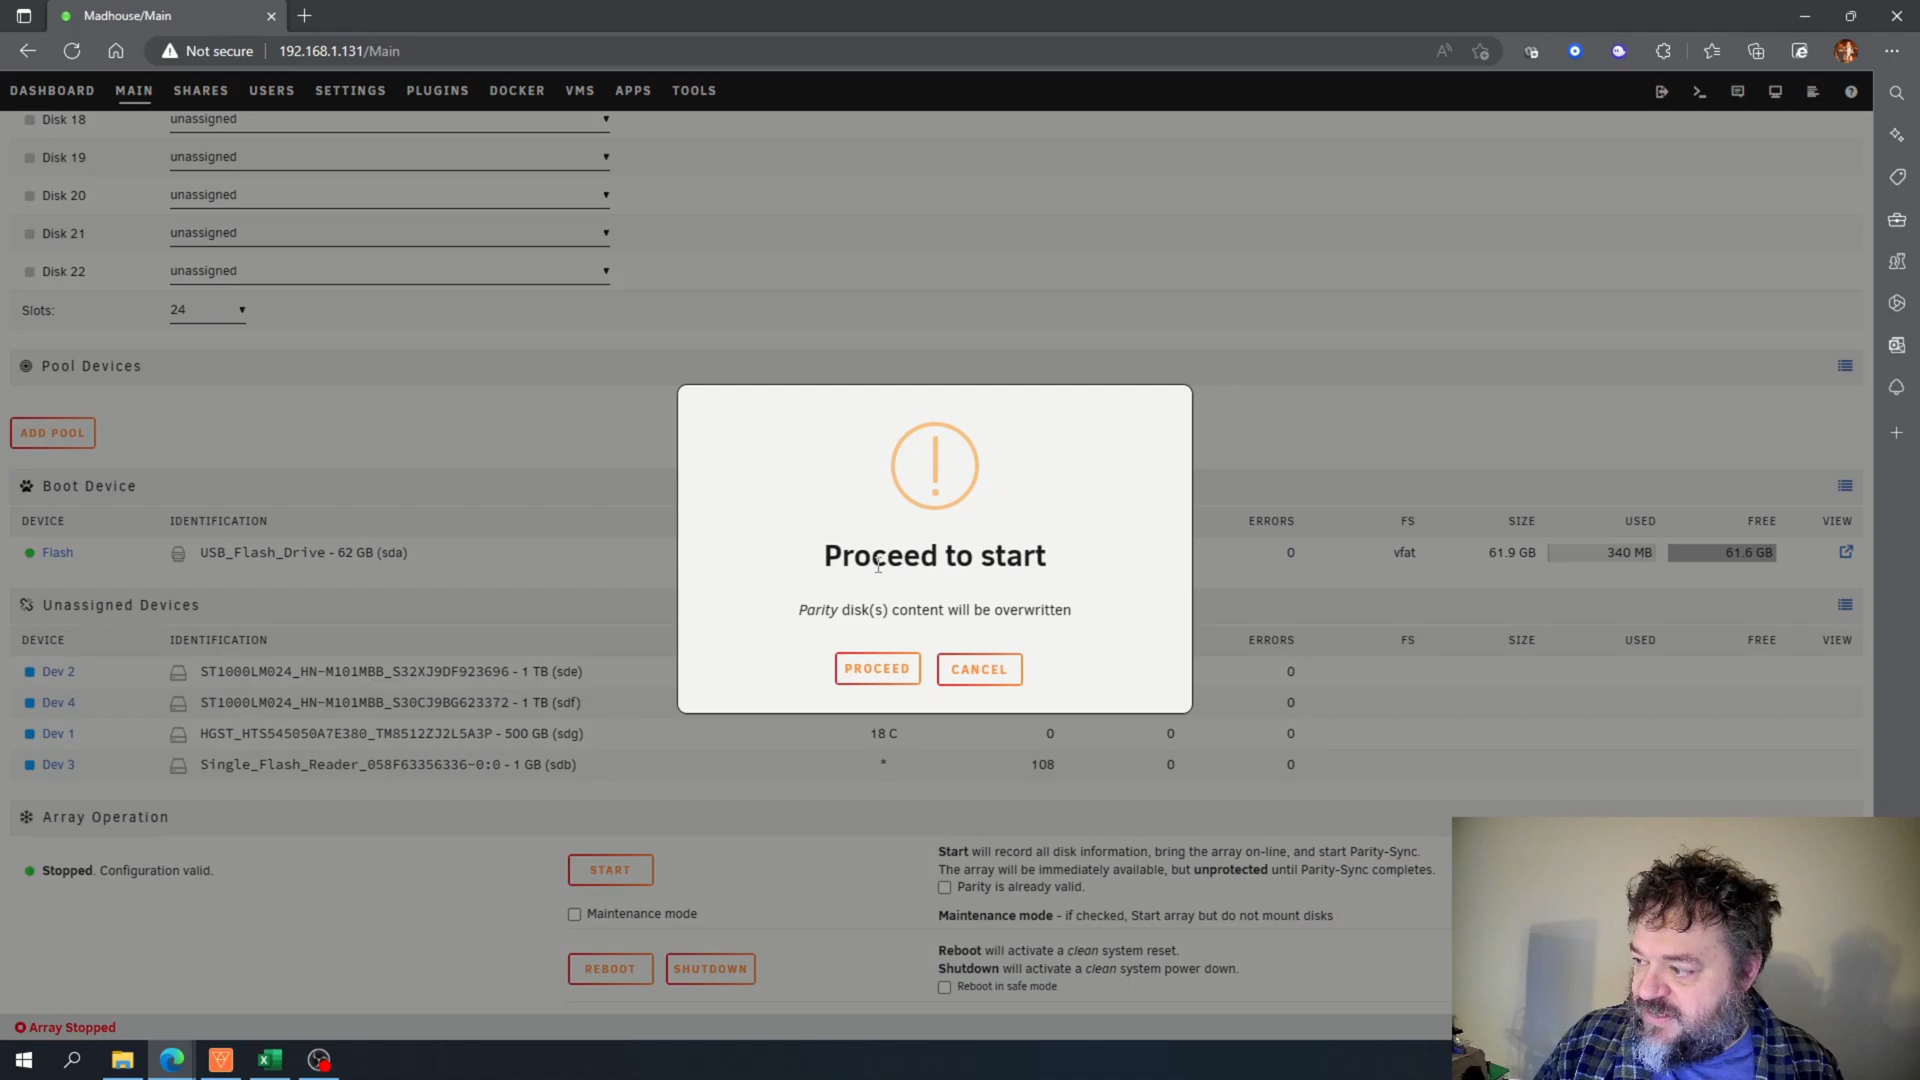 Madhouse/Main
Not secure 192.168.1.131/Main
DASHBOARD MAIN SHARES USERS SETTINGS PLUGINS DOCKER VMS APPS TOOLS
Disk 18 unassigned
Disk 19 unassigned
Disk 20 unassigned
Disk 21 unassigned
Disk 22 unassigned
Slots: 24
Pool Devices
ADD POOL
Boot Device
DEVICE IDENTIFICATION ERRORS FS SIZE USED FREE VIEW
Flash USB_Flash_Drive - 62 GB (sda) 0 vfat 61.9 GB 340 MB 61.6 GB
Unassigned Devices
DEVICE IDENTIFICATION ERRORS FS SIZE USED FREE VIEW
Dev 2 ST1000LM024_HN-M101MBB_S32XJ9DF923696 - 1 TB (sde) 0
Dev 4 ST1000LM024_HN-M101MBB_S30CJ9BG623372 - 1 TB (sdf) 0
Dev 1 HGST_HTS545050A7E380_TM8512ZJ2L5A3P - 500 GB (sdg) 18 C 0 0 0
Dev 3 Single_Flash_Reader_058F63356336-0:0 - 1 GB (sdb) * 108 0 0
Proceed to start
Parity disk(s) content will be overwritten
PROCEED CANCEL
Array Operation
Stopped. Configuration valid.
START
Start will record all disk information, bring the array on-line, and start Parity-Sync.
The array will be immediately available, but unprotected until Parity-Sync completes.
Parity is already valid.
Maintenance mode
Maintenance mode - if checked, Start array but do not mount disks
REBOOT SHUTDOWN
Reboot will activate a clean system reset.
Shutdown will activate a clean system power down.
Reboot in safe mode
Array Stopped